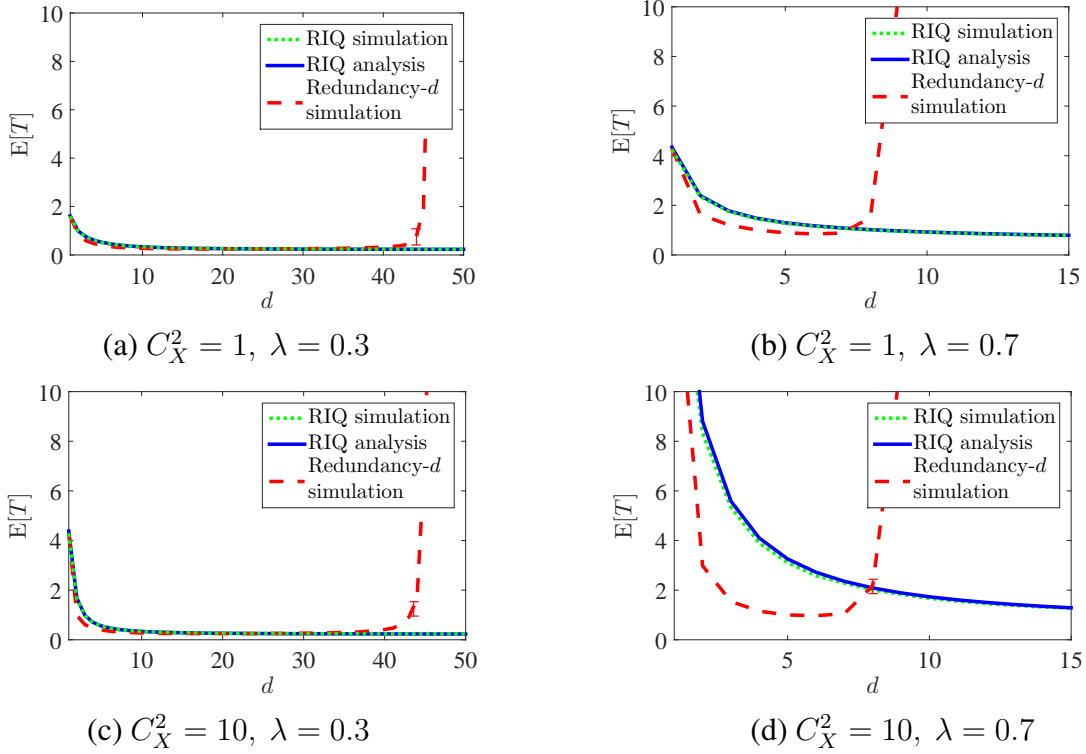 10
8
6
4
2
0
E[T]
10
20
30
40
50
d
RIQ simulation
RIQ analysis
Redundancy-d
simulation
(a) C_X^2 = 1, λ = 0.3
10
8
6
4
2
0
E[T]
5
10
15
d
RIQ simulation
RIQ analysis
Redundancy-d
simulation
(b) C_X^2 = 1, λ = 0.7
10
8
6
4
2
0
E[T]
10
20
30
40
50
d
RIQ simulation
RIQ analysis
Redundancy-d
simulation
(c) C_X^2 = 10, λ = 0.3
10
8
6
4
2
0
E[T]
5
10
15
d
RIQ simulation
RIQ analysis
Redundancy-d
simulation
(d) C_X^2 = 10, λ = 0.7